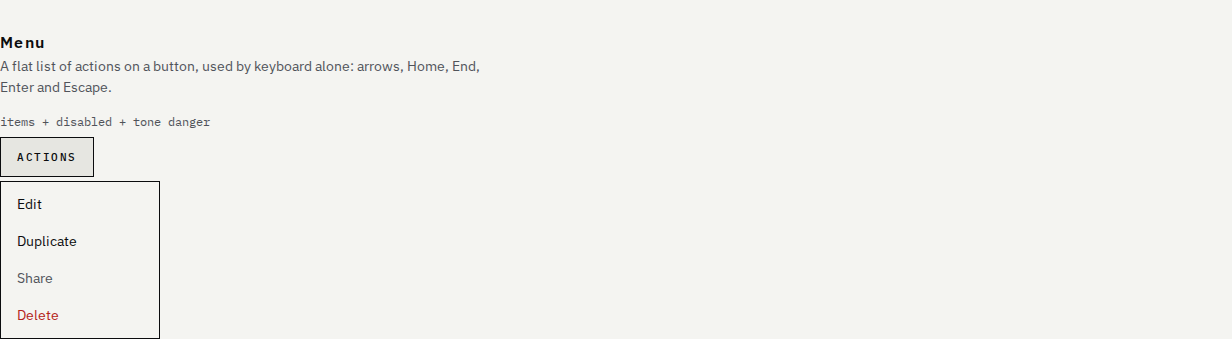 Menu
A flat list of actions on a button, used by keyboard alone: arrows, Home, End,
Enter and Escape.
items + disabled + tone danger
ACTIONS
Edit
Duplicate
Share
Delete